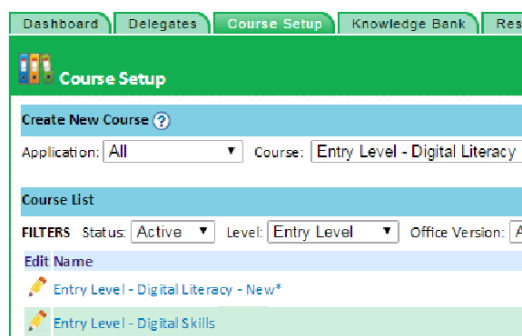 Dashboard Delegates Course Setup Knowledge Bank Res
Course Setup
Create New Course ?
Application: All Course: Entry Level - Digital Literacy
Course List
FILTERS Status: Active Level: Entry Level Office Version: A
Edit Name
Entry Level - Digital Literacy - New*
Entry Level - Digital Skills